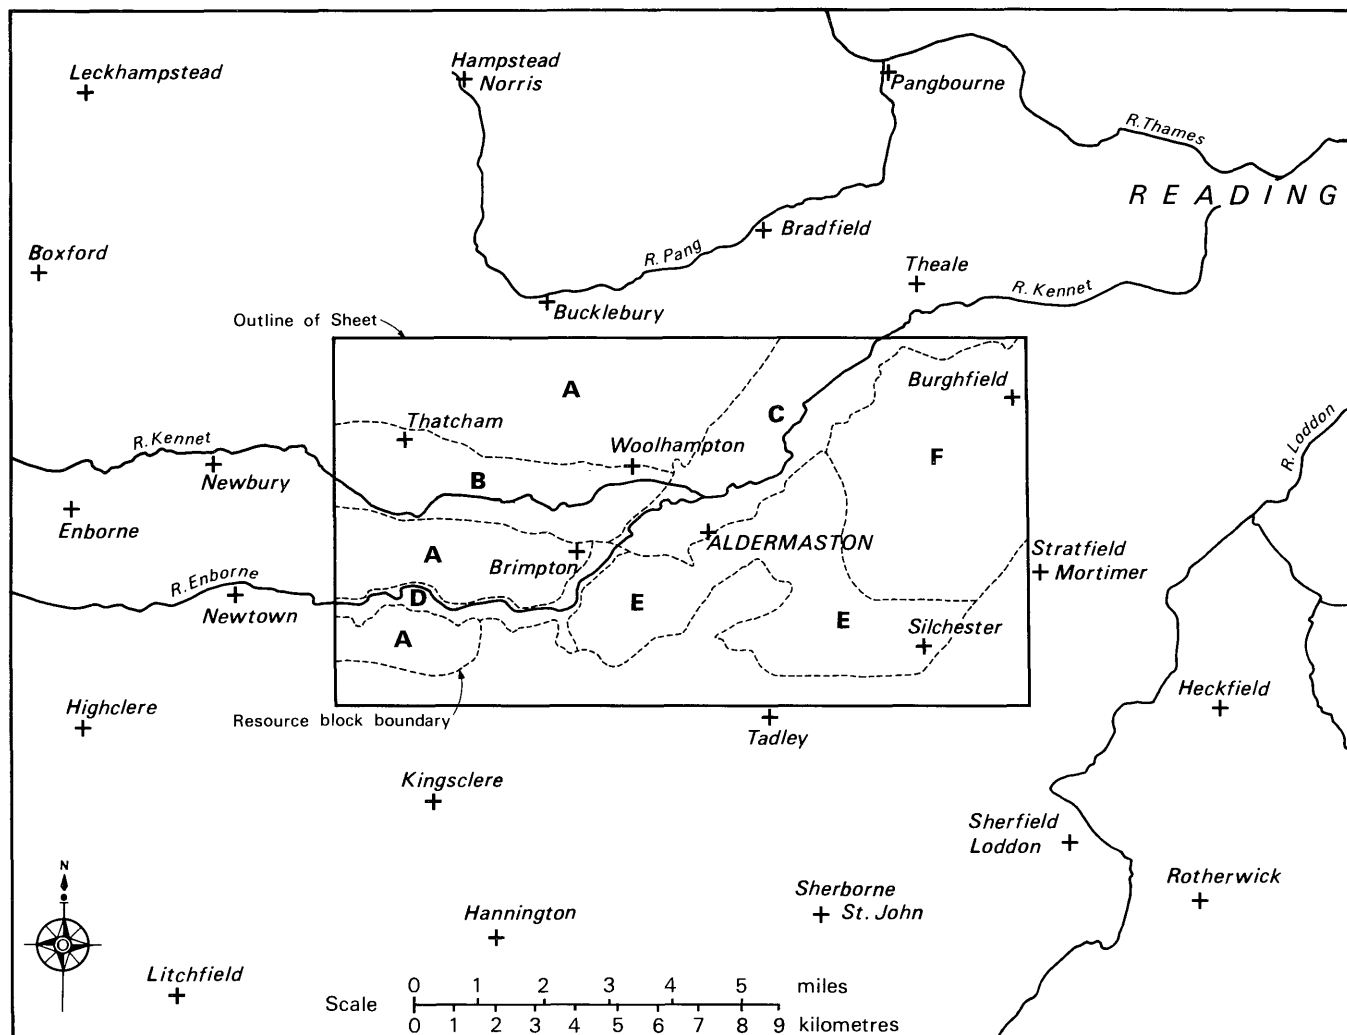 Leckhampstead
Hampstead
Norris
Pangbourne
R. Thames
READING
Boxford
Bradfield
R. Pang
Theale
R. Kennet
Bucklebury
Outline of Sheet
A
Burghfield
C
Thatcham
R. Kennet
Woolhampton
R. Loddon
F
Newbury
B
Enborne
ALDERMASTON
Stratfield
Mortimer
A
Brimpton
R. Enborne
D
E
Newtown
E
Silchester
A
Heckfield
Highclere
Resource block boundary
Tadley
Kingsclere
Sherfield
Loddon
N
Rotherwick
Sherborne
St. John
Hannington
Litchfield
0 1 2 3 4 5 miles
Scale
0 1 2 3 4 5 6 7 8 9 kilometres